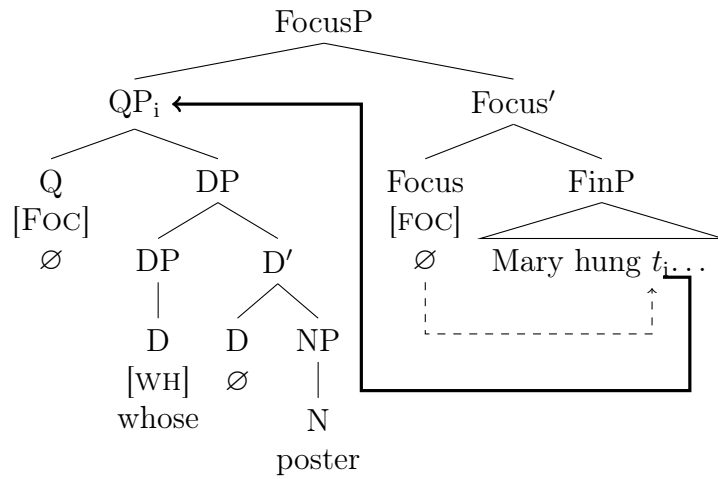 FocusP
QPᵢ Focus′
Q DP Focus FinP
[FOC] [FOC]
∅ DP D′ ∅ Mary hung tᵢ…
D D NP
[WH] ∅
whose N
poster